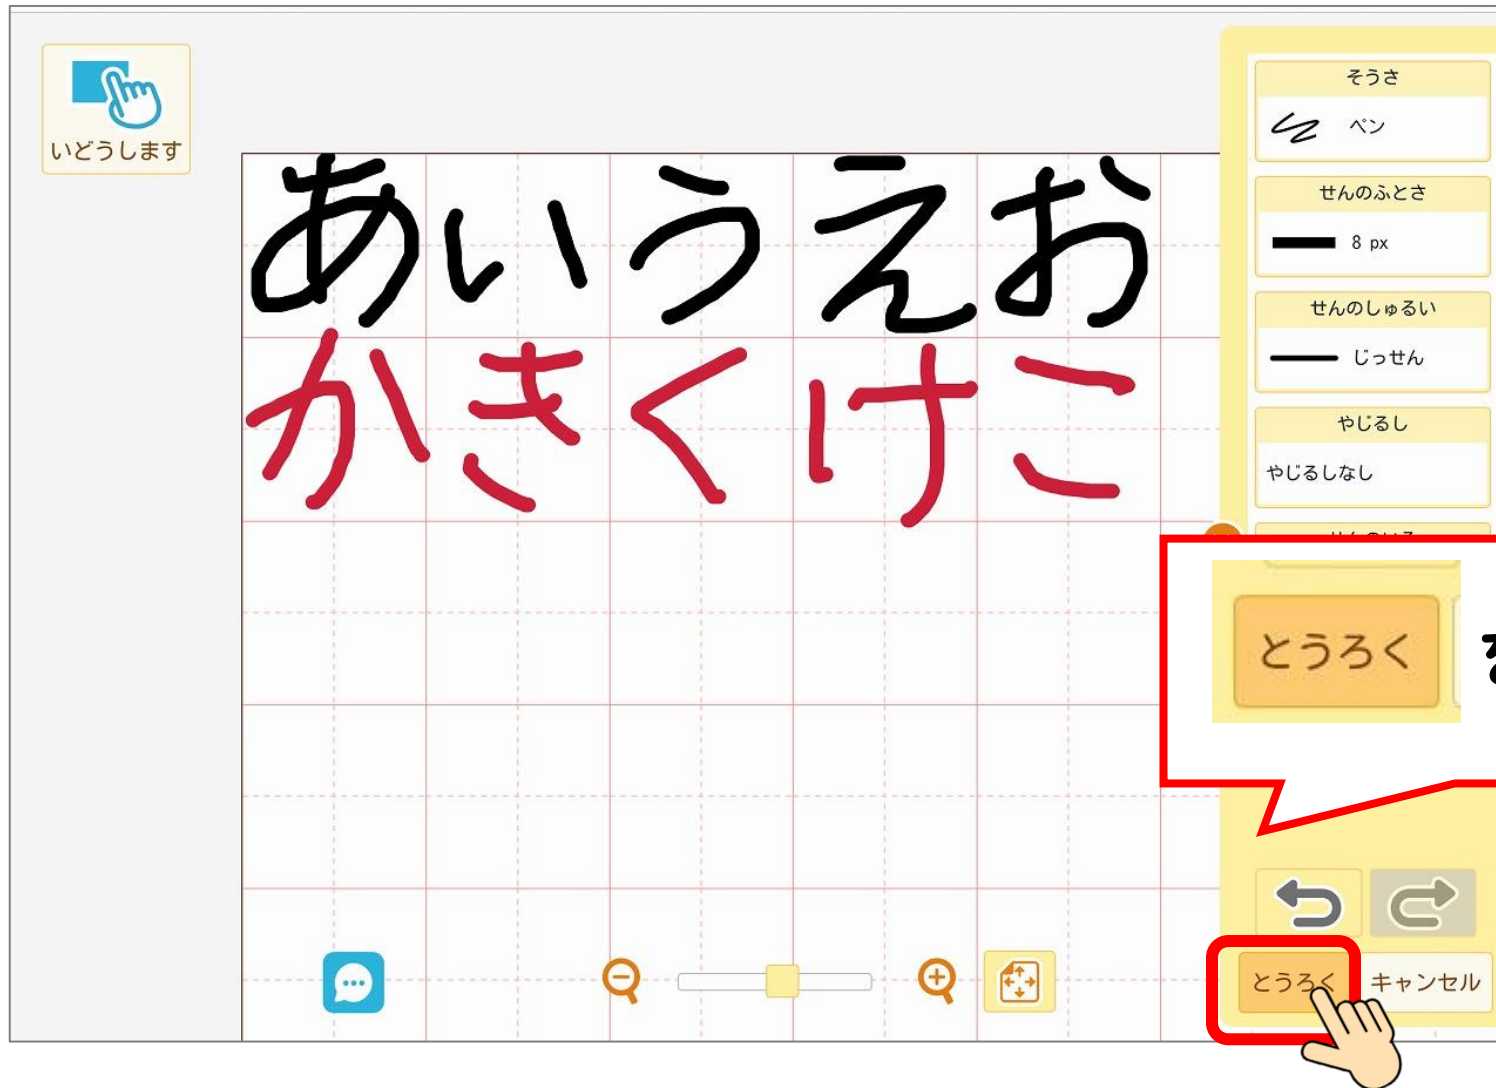 いどうします
あいうえお
かきくけこ
そうさ
ペン
せんのふとさ
8 px
せんのしゅるい
じっせん
やじるし
やじるしなし
とうろく
とうろく
キャンセル